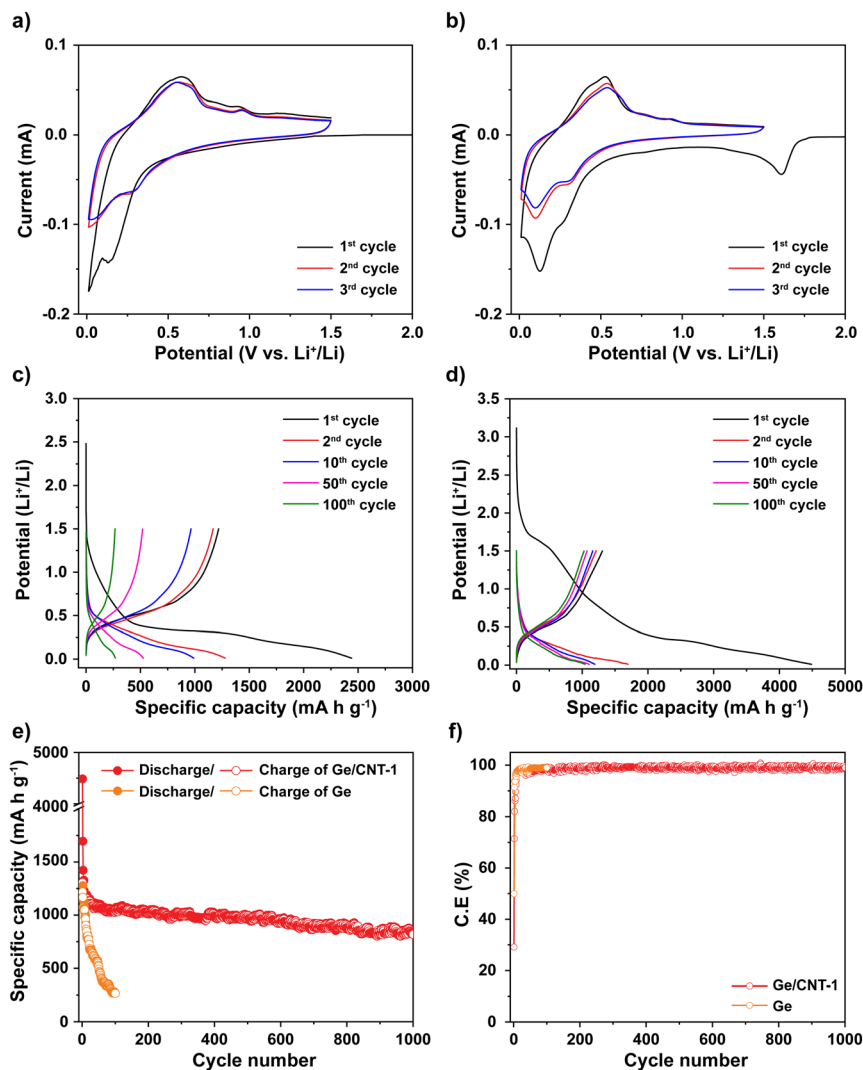 a)
0.1
0.0
-0.1
-0.2
Current (mA)
1st cycle
2nd cycle
3rd cycle
0.0 0.5 1.0 1.5 2.0
Potential (V vs. Li⁺/Li)
b)
0.1
0.0
-0.1
-0.2
Current (mA)
1st cycle
2nd cycle
3rd cycle
0.0 0.5 1.0 1.5 2.0
Potential (V vs. Li⁺/Li)
c)
3.0
2.5
2.0
1.5
1.0
0.5
0.0
Potential (Li⁺/Li)
1st cycle
2nd cycle
10th cycle
50th cycle
100th cycle
0 500 1000 1500 2000 2500 3000
Specific capacity (mA h g⁻¹)
d)
3.5
3.0
2.5
2.0
1.5
1.0
0.5
0.0
Potential (Li⁺/Li)
1st cycle
2nd cycle
10th cycle
50th cycle
100th cycle
0 1000 2000 3000 4000 5000
Specific capacity (mA h g⁻¹)
e)
5000
4000
1500
1250
1000
750
500
250
0
Specific capacity (mA h g⁻¹)
Discharge/ Charge of Ge/CNT-1
Discharge/ Charge of Ge
0 200 400 600 800 1000
Cycle number
f)
100
80
60
40
20
0
C.E (%)
Ge/CNT-1
Ge
0 200 400 600 800 1000
Cycle number